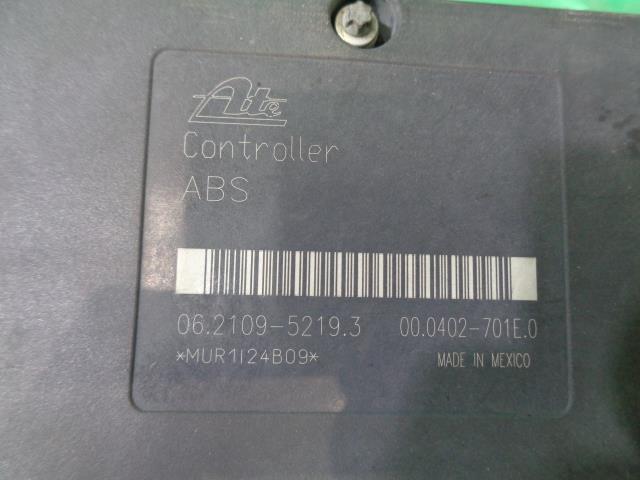 Ate
Controller
ABS
06.2109-5219.3 00.0402-701E.0
*MUR1I24B09* MADE IN MEXICO